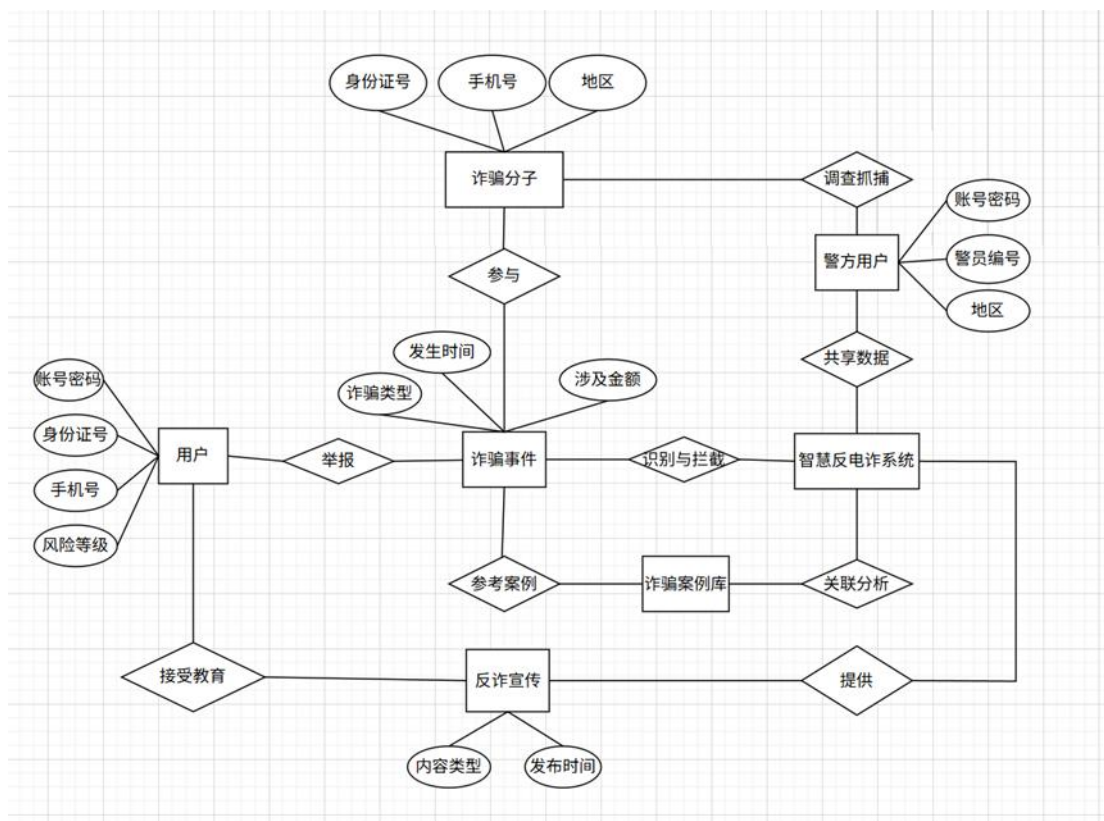 身份证号
手机号
地区
诈骗分子
调查抓捕
账号密码
警方用户
警员编号
地区
参与
共享数据
发生时间
诈骗类型
涉及金额
账号密码
身份证号
手机号
风险等级
用户
举报
诈骗事件
识别与拦截
智慧反电诈系统
参考案例
诈骗案例库
关联分析
接受教育
反诈宣传
提供
内容类型
发布时间